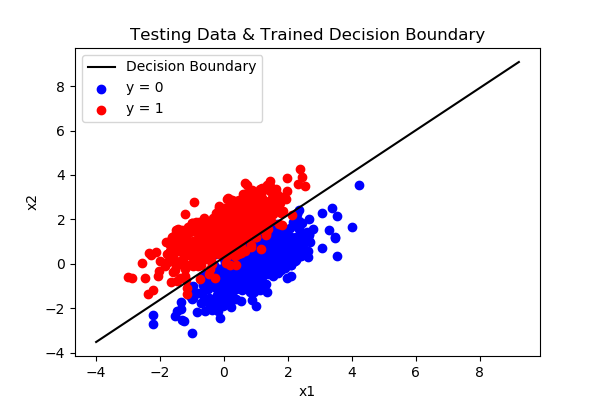 Testing Data & Trained Decision Boundary
Decision Boundary
y = 0
y = 1
8
6
4
2
0
−2
−4
x2
−4
−2
0
2
4
6
8
x1